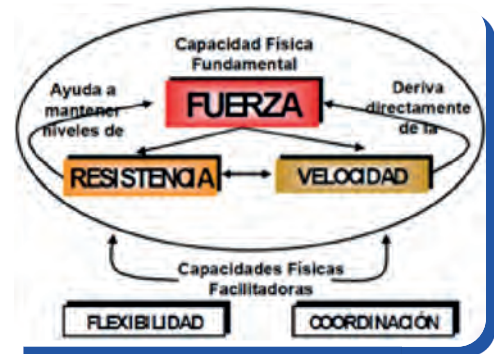 Capacidad Física
Fundamental
Ayuda a
mantener
niveles de
FUERZA
Deriva
directamente
de la
RESISTENCIA
VELOCIDAD
Capacidades Físicas
Facilitadoras
FLEXIBILIDAD
COORDINACIÓN